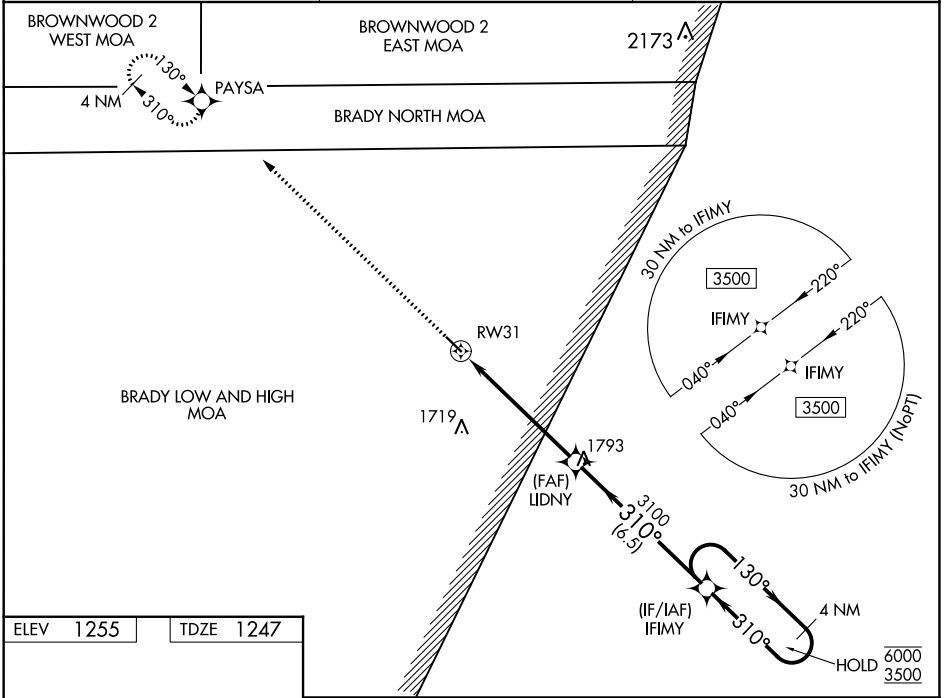 BROWNWOOD 2
WEST MOA
BROWNWOOD 2
EAST MOA
2173
130°
PAYSA
4 NM
310°
BRADY NORTH MOA
30 NM to IFIMY
3500
220°
IFIMY
040°
220°
IFIMY
040°
3500
30 NM to IFIMY (NoPT)
RW31
BRADY LOW AND HIGH
MOA
1719
1793
(FAF)
LIDNY
3100
310°
(6.5)
130°
4 NM
(IF/IAF)
IFIMY
310°
HOLD
6000
3500
ELEV 1255
TDZE 1247